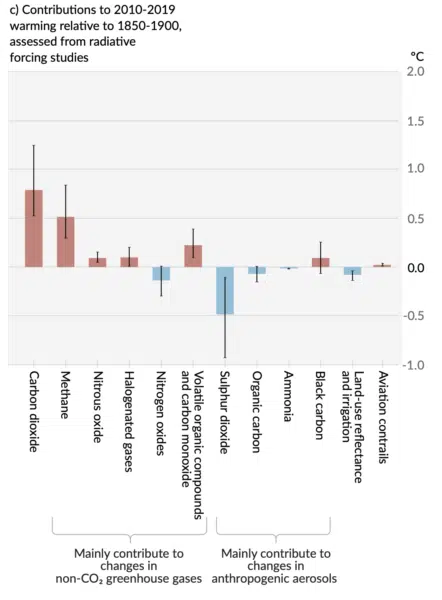 c) Contributions to 2010-2019
warming relative to 1850-1900,
assessed from radiative
forcing studies
°C
2.0
1.5
1.0
0.5
0.0
-0.5
-1.0
Carbon dioxide
Methane
Nitrous oxide
Halogenated gases
Nitrogen oxides
Volatile organic compounds
and carbon monoxide
Sulphur dioxide
Organic carbon
Ammonia
Black carbon
Land-use reflectance
and irrigation
Aviation contrails
Mainly contribute to
changes in
non-CO₂ greenhouse gases
Mainly contribute to
changes in
anthropogenic aerosols